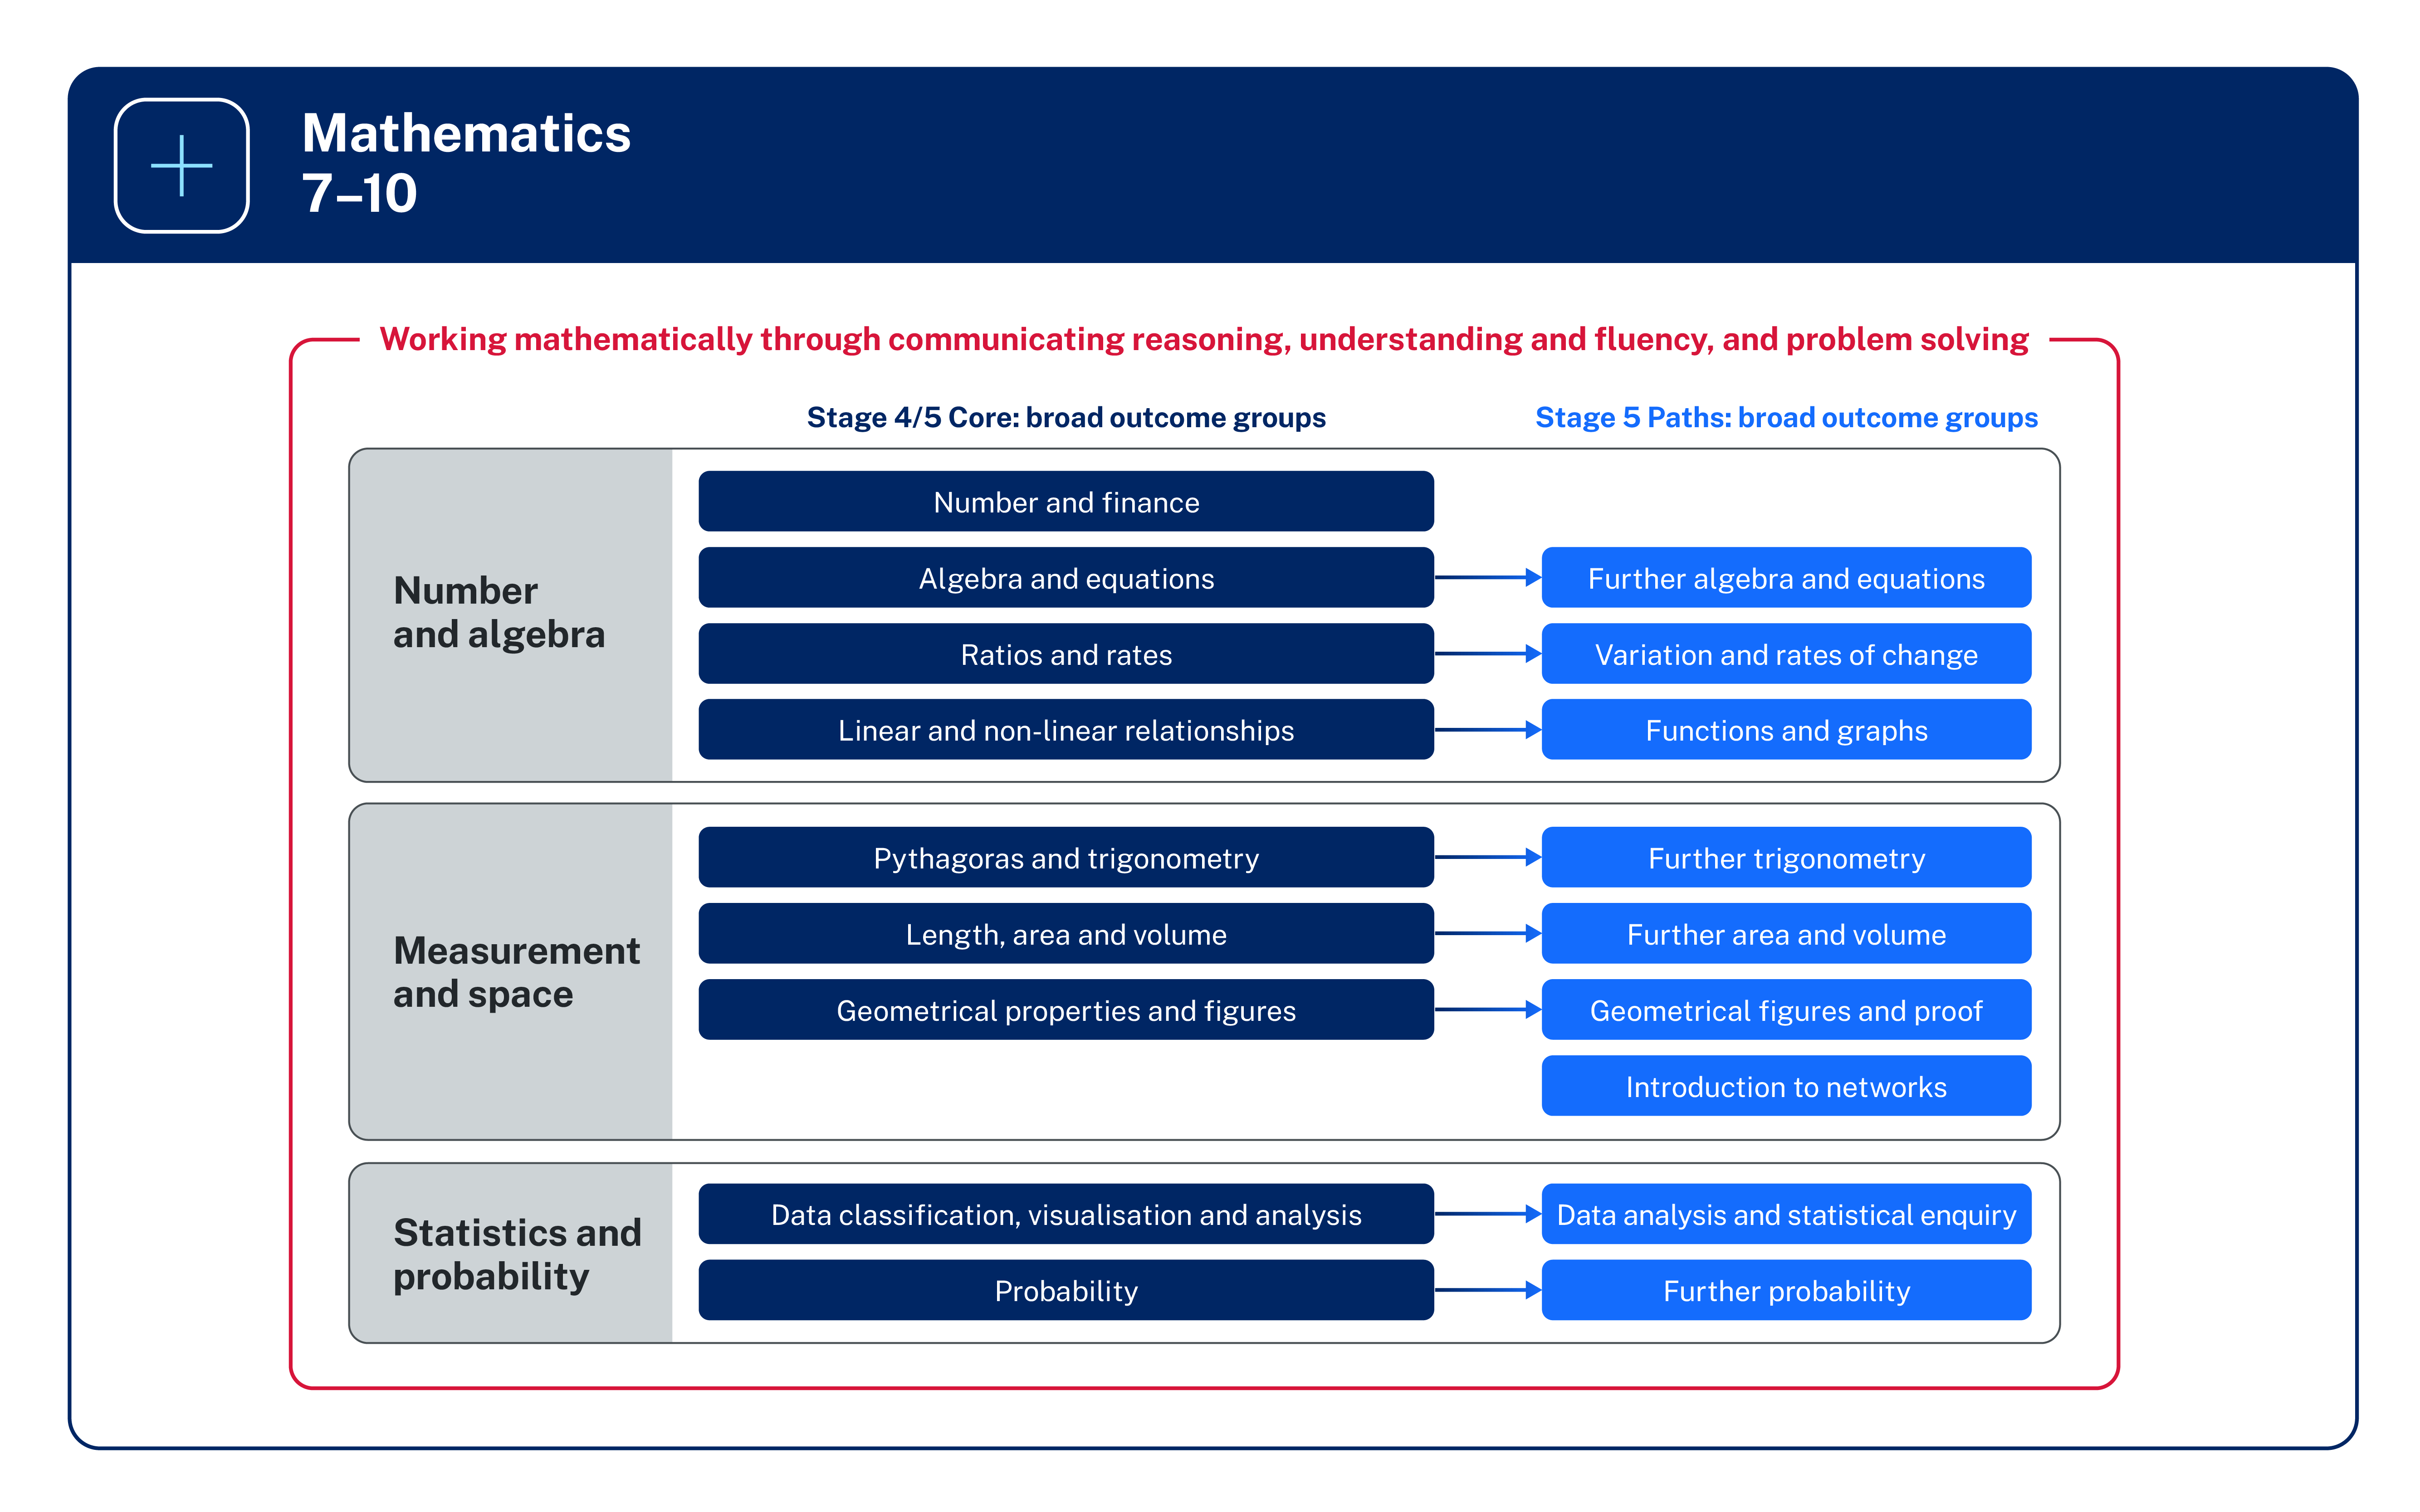 Mathematics
7–10
Working mathematically through communicating reasoning, understanding and fluency, and problem solving
Stage 4/5 Core: broad outcome groups
Stage 5 Paths: broad outcome groups
Number
and algebra
Number and finance
Algebra and equations
Further algebra and equations
Ratios and rates
Variation and rates of change
Linear and non-linear relationships
Functions and graphs
Measurement
and space
Pythagoras and trigonometry
Further trigonometry
Length, area and volume
Further area and volume
Geometrical properties and figures
Geometrical figures and proof
Introduction to networks
Statistics and
probability
Data classification, visualisation and analysis
Data analysis and statistical enquiry
Probability
Further probability